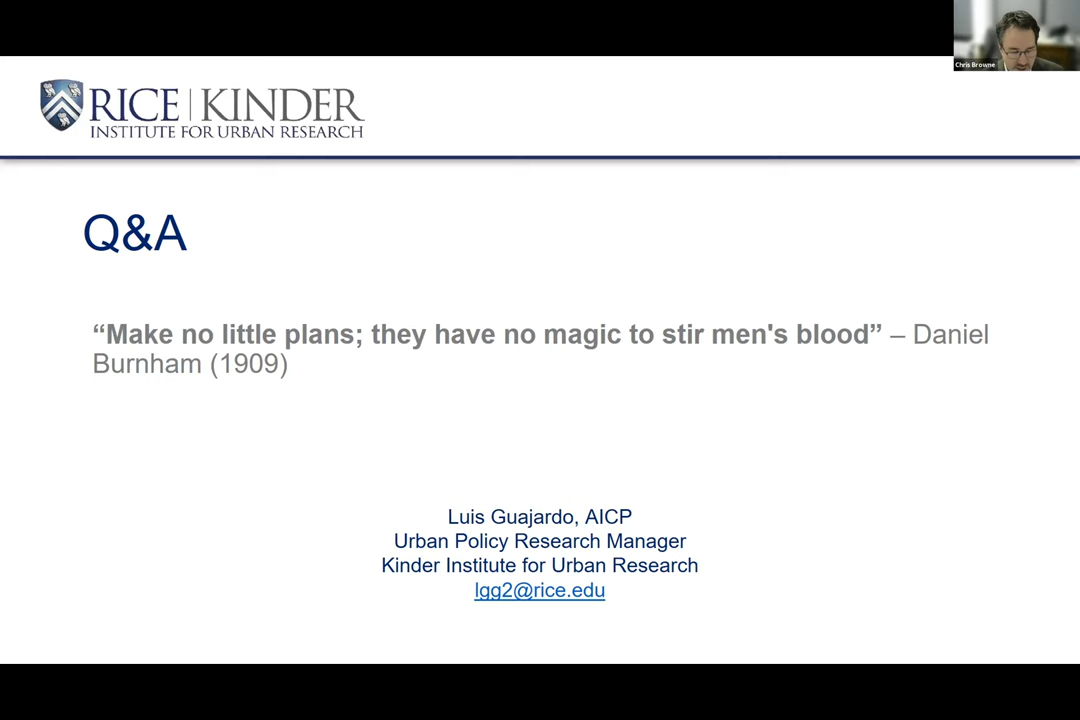 Chris Browne
RICE | KINDER
INSTITUTE FOR URBAN RESEARCH
Q&A
“Make no little plans; they have no magic to stir men's blood” – Daniel
Burnham (1909)
Luis Guajardo, AICP
Urban Policy Research Manager
Kinder Institute for Urban Research
lgg2@rice.edu